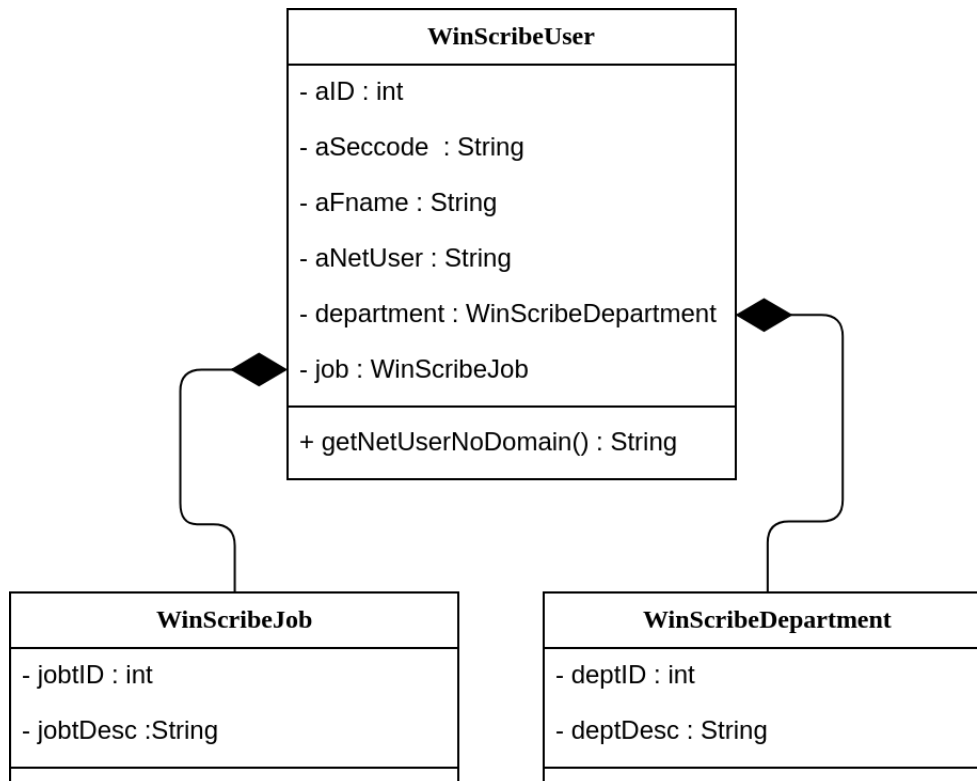 WinScribeUser
- aID : int
- aSeccode  : String
- aFname : String
- aNetUser : String
- department : WinScribeDepartment
- job : WinScribeJob
+ getNetUserNoDomain() : String
WinScribeJob
- jobtID : int
- jobtDesc :String
WinScribeDepartment
- deptID : int
- deptDesc : String